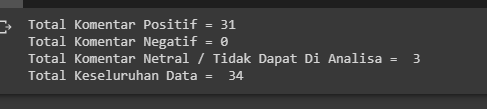 Total Komentar Positif = 31
Total Komentar Negatif = 0
Total Komentar Netral / Tidak Dapat Di Analisa =  3
Total Keseluruhan Data =  34